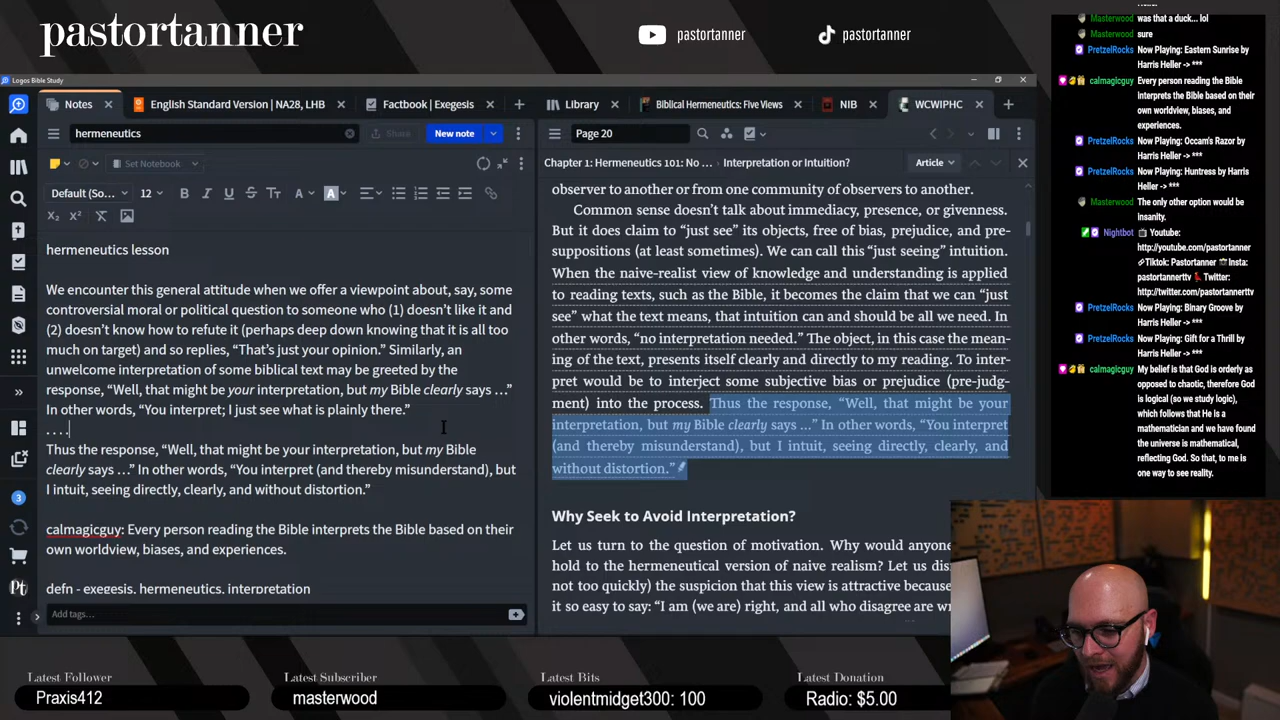 pastortanner
pastortanner
pastortanner
Logos Bible Study
Notes
English Standard Version | NA28, LHB
Factbook | Exegesis
Library
Biblical Hermeneutics: Five Views
NIB
WCWIPHC
hermeneutics
Share
New note
Page 20
Set Notebook
Chapter 1: Hermeneutics 101: No ...
Interpretation or Intuition?
Article
Default (So...
12
hermeneutics lesson
We encounter this general attitude when we offer a viewpoint about, say, some
controversial moral or political question to someone who (1) doesn’t like it and
(2) doesn’t know how to refute it (perhaps deep down knowing that it is all too
much on target) and so replies, “That’s just your opinion.” Similarly, an
unwelcome interpretation of some biblical text may be greeted by the
response, “Well, that might be your interpretation, but my Bible clearly says …”
In other words, “You interpret; I just see what is plainly there.”
. . . .
Thus the response, “Well, that might be your interpretation, but my Bible
clearly says …” In other words, “You interpret (and thereby misunderstand), but
I intuit, seeing directly, clearly, and without distortion.”
calmagicguy: Every person reading the Bible interprets the Bible based on their
own worldview, biases, and experiences.
defn - exegesis, hermeneutics, interpretation
Add tags...
3
Pt
observer to another or from one community of observers to another.
Common sense doesn’t talk about immediacy, presence, or givenness.
But it does claim to “just see” its objects, free of bias, prejudice, and pre-
suppositions (at least sometimes). We can call this “just seeing” intuition.
When the naive-realist view of knowledge and understanding is applied
to reading texts, such as the Bible, it becomes the claim that we can “just
see” what the text means, that intuition can and should be all we need. In
other words, “no interpretation needed.” The object, in this case the mean-
ing of the text, presents itself clearly and directly to my reading. To inter-
pret would be to interject some subjective bias or prejudice (pre-judg-
ment) into the process. Thus the response, “Well, that might be your
interpretation, but my Bible clearly says …” In other words, “You interpret
(and thereby misunderstand), but I intuit, seeing directly, clearly, and
without distortion.”
Why Seek to Avoid Interpretation?
Let us turn to the question of motivation. Why would anyone
hold to the hermeneutical version of naive realism? Let us dis
not too quickly) the suspicion that this view is attractive because
it so easy to say: “I am (we are) right, and all who disagree are wr
Masterwood was that a duck... lol
Masterwood sure
PretzelRocks Now Playing: Eastern Sunrise by
Harris Heller -> ***
calmagicguy Every person reading the Bible
interprets the Bible based on
their own worldview, biases, and
experiences.
PretzelRocks Now Playing: Occam's Razor by
Harris Heller -> ***
PretzelRocks Now Playing: Huntress by Harris
Heller -> ***
Masterwood The only other option would be
insanity.
Nightbot Youtube:
http://youtube.com/pastortanner
Tiktok: Pastortanner Insta:
pastortannerttv Twitter:
http://twitter.com/pastortannerttv
PretzelRocks Now Playing: Binary Groove by
Harris Heller -> ***
PretzelRocks Now Playing: Gift for a Thrill by
Harris Heller -> ***
calmagicguy My belief is that God is orderly as
opposed to chaotic, therefore God
is logical (so we study logic),
which follows that He is a
mathematician and we have found
the universe is mathematical,
reflecting God. So that, to me is
one way to see reality.
Latest Follower
Praxis412
Latest Subscriber
masterwood
Latest Bits
violentmidget300: 100
Latest Donation
Radio: $5.00